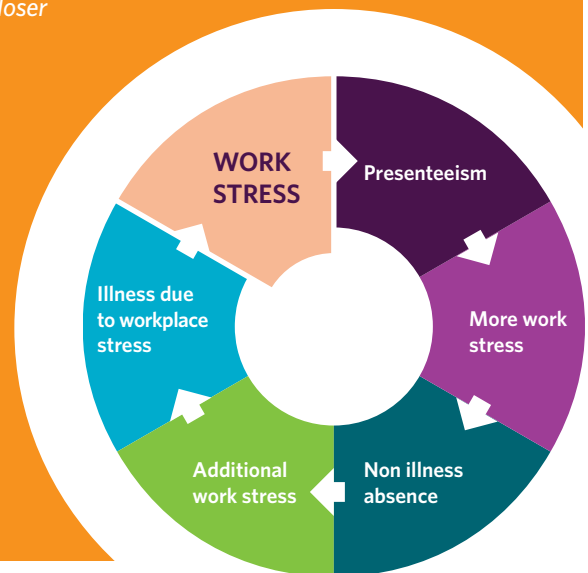 loser
WORK
STRESS
Presenteeism
More work
stress
Non illness
absence
Additional
work stress
Illness due
to workplace
stress